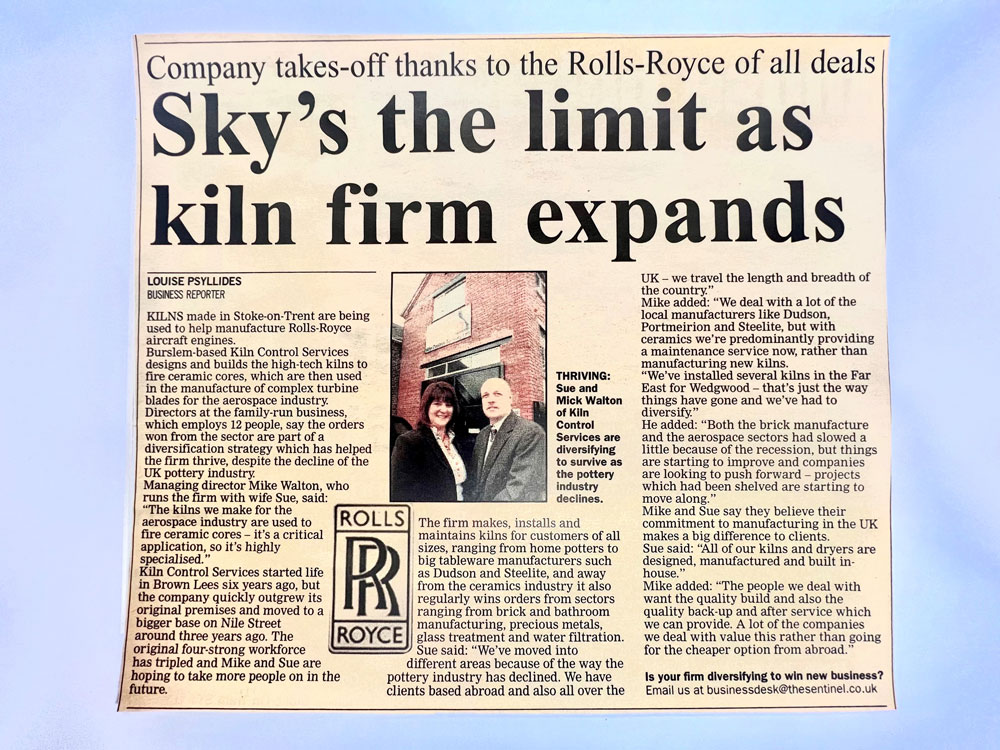 Company takes-off thanks to the Rolls-Royce of all deals
Sky's the limit as
kiln firm expands
LOUISE PSYLLIDES
BUSINESS REPORTER
KILNS made in Stoke-on-Trent are being
used to help manufacture Rolls-Royce
aircraft engines.
Burslem-based Kiln Control Services
designs and builds the high-tech kilns to
fire ceramic cores, which are then used
in the manufacture of complex turbine
blades for the aerospace industry.
Directors at the family-run business,
which employs 12 people, say the orders
won from the sector are part of a
diversification strategy which has helped
the firm thrive, despite the decline of the
UK pottery industry.
Managing director Mike Walton, who
runs the firm with wife Sue, said:
"The kilns we make for the
aerospace industry are used to
fire ceramic cores – it's a critical
application, so it's highly
specialised."
Kiln Control Services started life
in Brown Lees six years ago, but
the company quickly outgrew its
original premises and moved to a
bigger base on Nile Street
around three years ago. The
original four-strong workforce
has tripled and Mike and Sue are
hoping to take more people on in the
future.
THRIVING:
Sue and
Mick Walton
of Kiln
Control
Services are
diversifying
to survive as
the pottery
industry
declines.
ROLLS
RR
ROYCE
The firm makes, installs and
maintains kilns for customers of all
sizes, ranging from home potters to
big tableware manufacturers such
as Dudson and Steelite, and away
from the ceramics industry it also
regularly wins orders from sectors
ranging from brick and bathroom
manufacturing, precious metals,
glass treatment and water filtration.
Sue said: "We've moved into
different areas because of the way the
pottery industry has declined. We have
clients based abroad and also all over the
UK – we travel the length and breadth of
the country."
Mike added: "We deal with a lot of the
local manufacturers like Dudson,
Portmeirion and Steelite, but with
ceramics we're predominantly providing
a maintenance service now, rather than
manufacturing new kilns.
"We've installed several kilns in the Far
East for Wedgwood – that's just the way
things have gone and we've had to
diversify."
He added: "Both the brick manufacture
and the aerospace sectors had slowed a
little because of the recession, but things
are starting to improve and companies
are looking to push forward – projects
which had been shelved are starting to
move along."
Mike and Sue say they believe their
commitment to manufacturing in the UK
makes a big difference to clients.
Sue said: "All of our kilns and dryers are
designed, manufactured and built in-
house."
Mike added: "The people we deal with
want the quality build and also the
quality back-up and after service which
we can provide. A lot of the companies
we deal with value this rather than going
for the cheaper option from abroad."
Is your firm diversifying to win new business?
Email us at businessdesk@thesentinel.co.uk